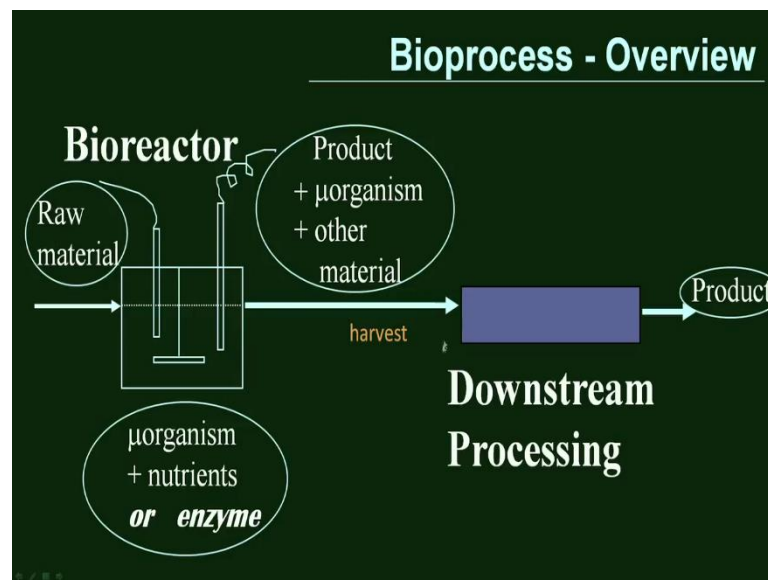 Bioprocess - Overview
Bioreactor
Raw
material
Product
+ μorganism
+ other
material
harvest
Product
Downstream
Processing
μorganism
+ nutrients
or enzyme